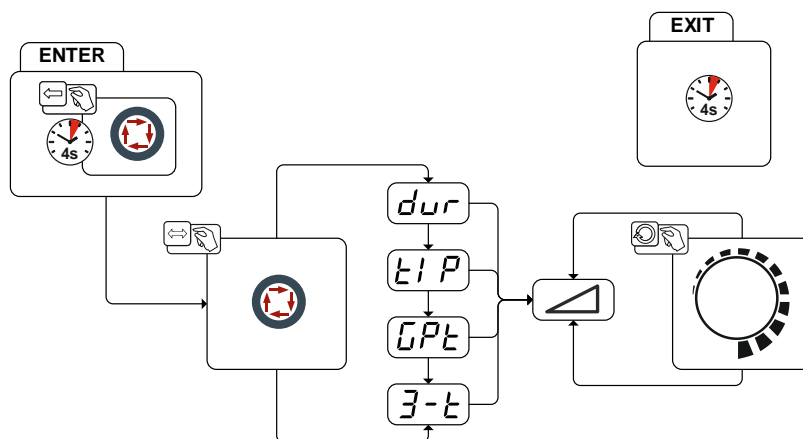 ENTER
EXIT
4s
4s
dur
tIP
GPt
3-t